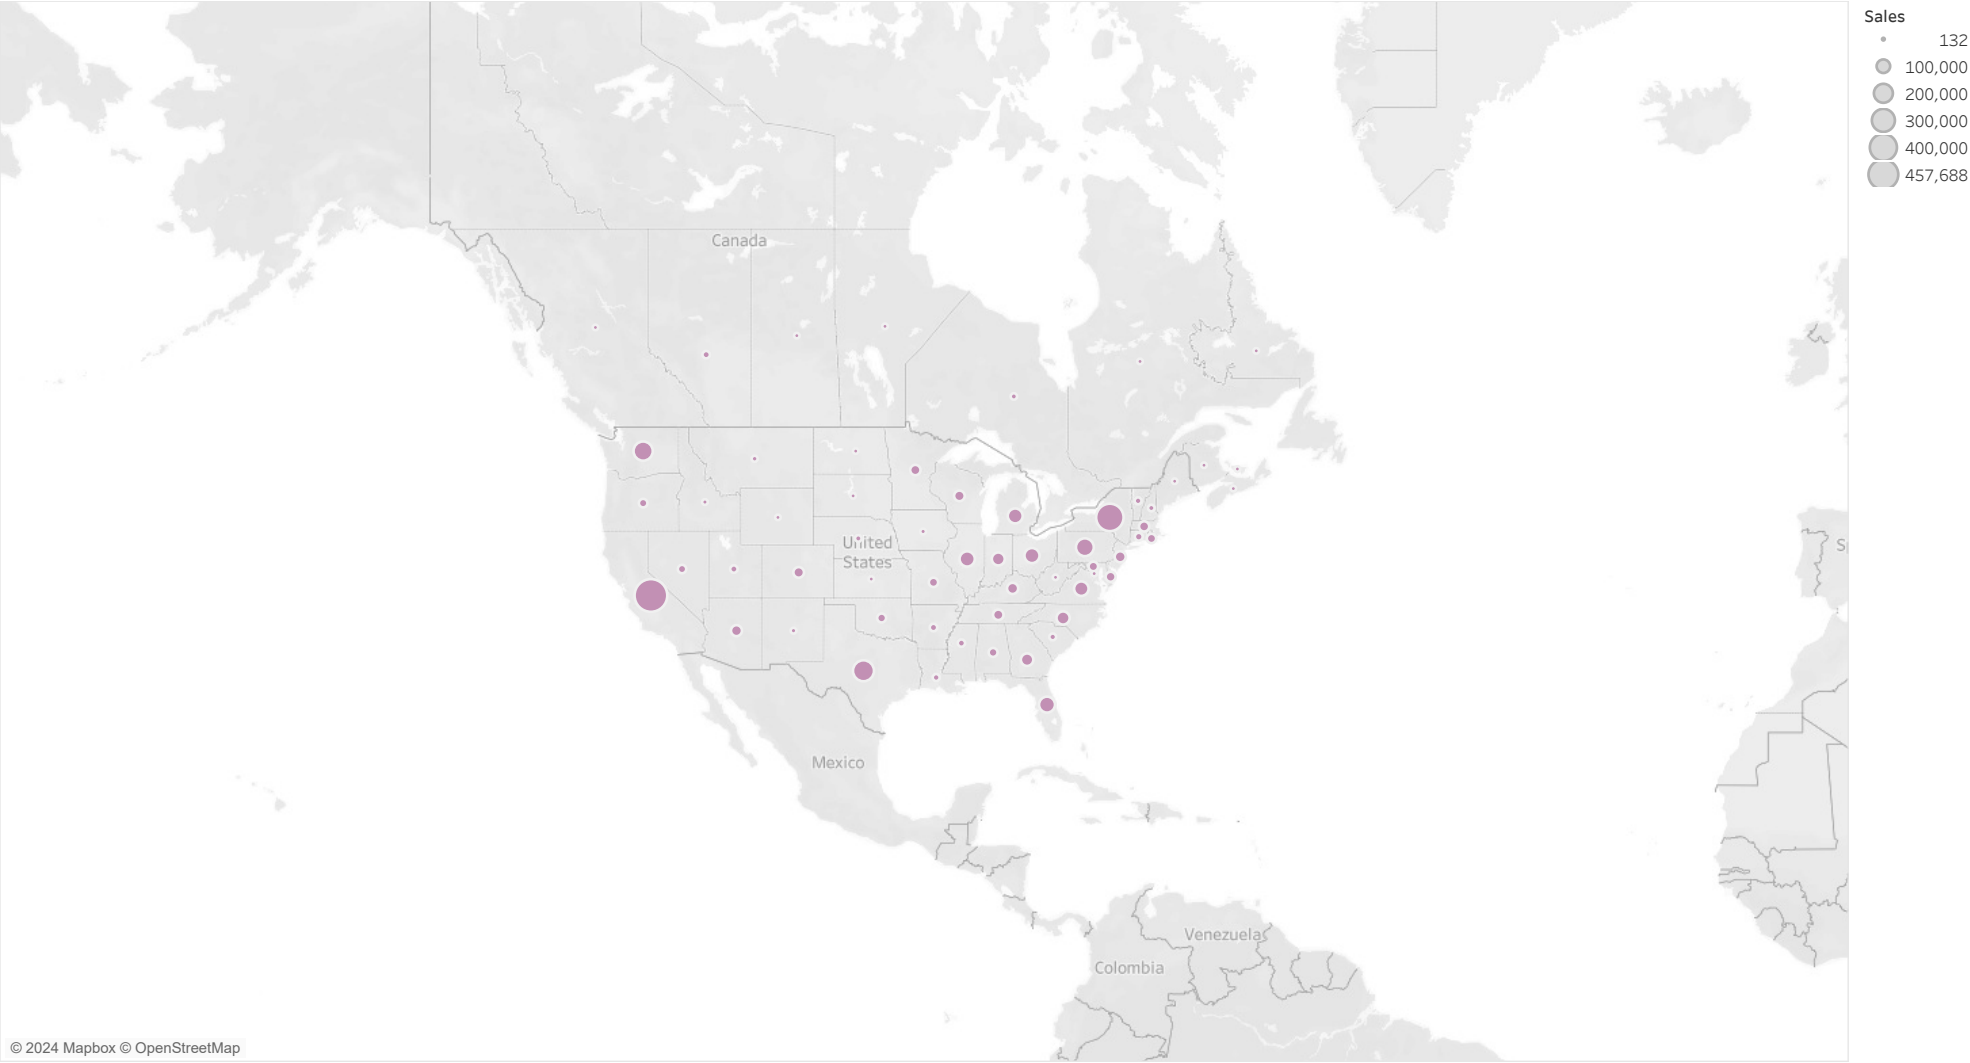 Sales
132
100,000
200,000
300,000
400,000
457,688
Canada
United
States
Mexico
Venezuela
Colombia
S
© 2024 Mapbox © OpenStreetMap